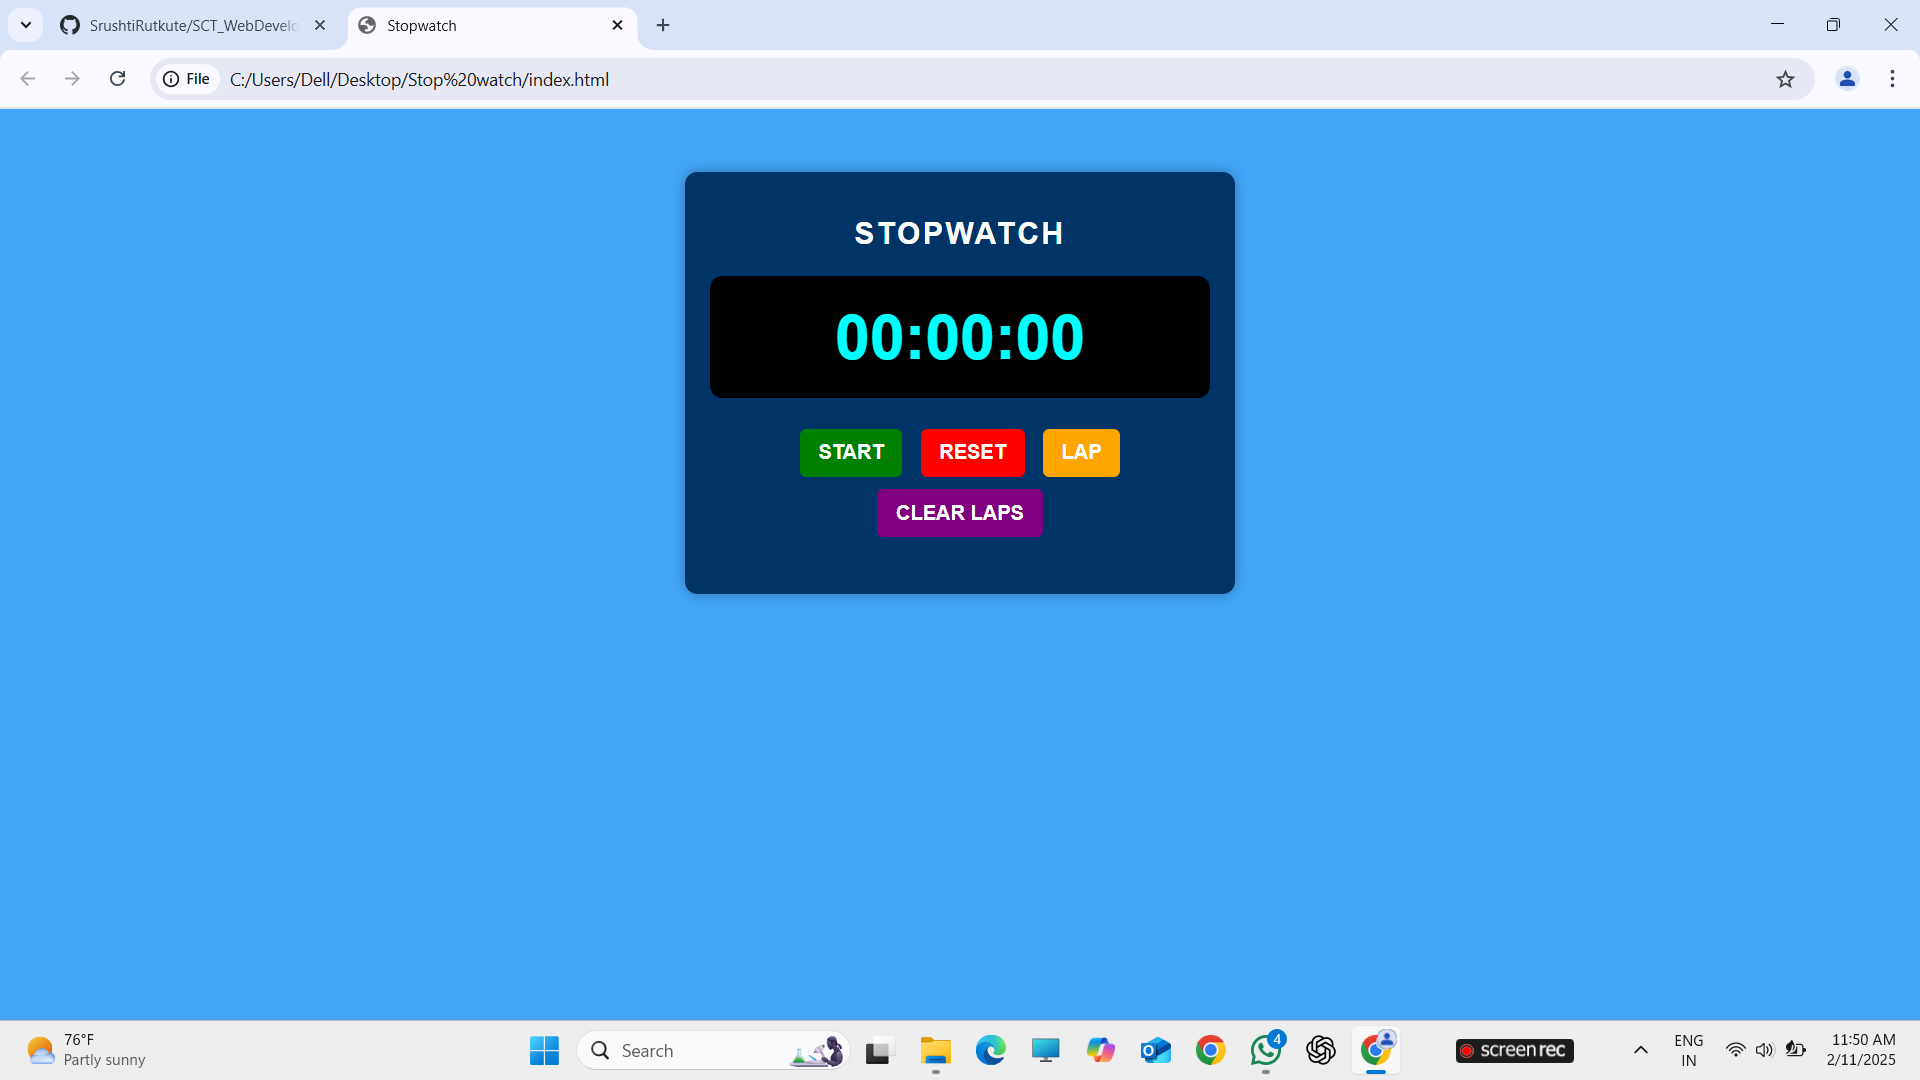 SrushtiRutkute/SCT_WebDevelo
Stopwatch
File
C:/Users/Dell/Desktop/Stop%20watch/index.html
STOPWATCH
00:00:00
START
RESET
LAP
CLEAR LAPS
76°F
Partly sunny
Search
4
screenrec
ENG
IN
11:50 AM
2/11/2025